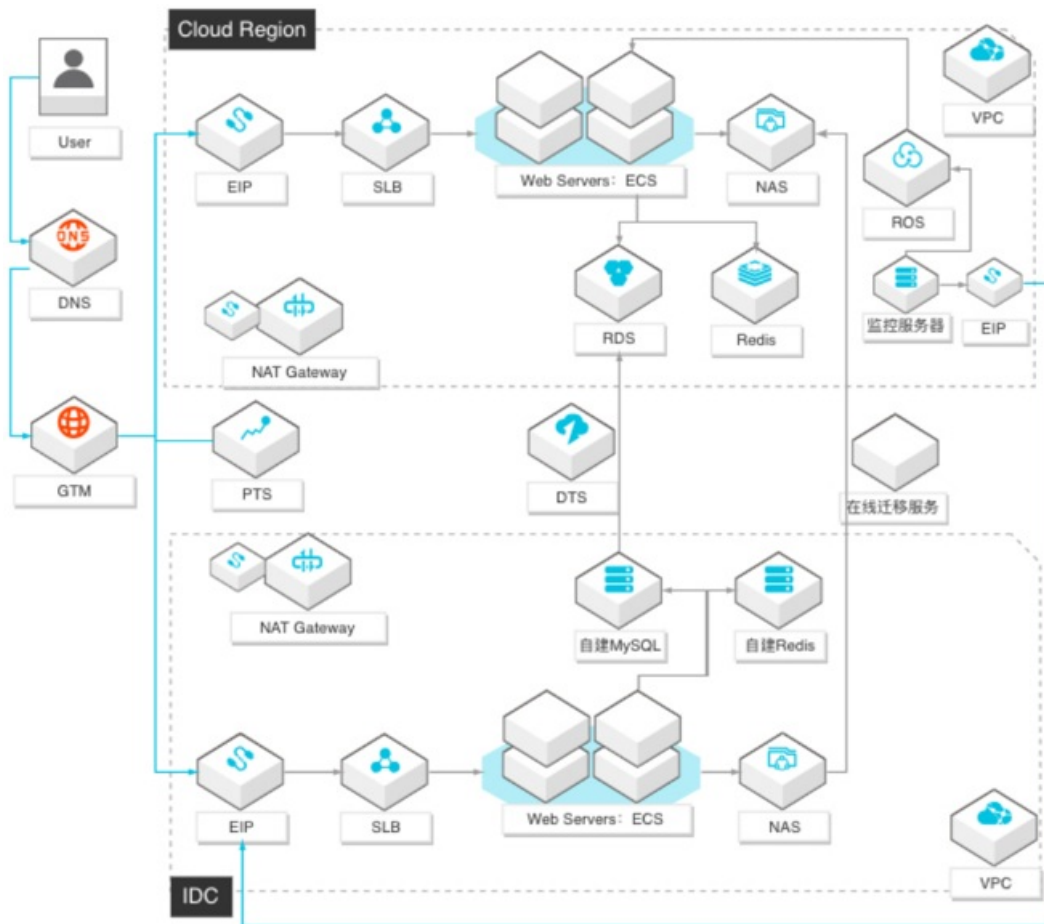 Cloud Region
User
EIP
SLB
Web Servers：ECS
NAS
VPC
ROS
DNS
DNS
RDS
Redis
监控服务器
EIP
NAT Gateway
GTM
PTS
DTS
在线迁移服务
NAT Gateway
自建MySQL
自建Redis
EIP
SLB
Web Servers：ECS
NAS
VPC
IDC